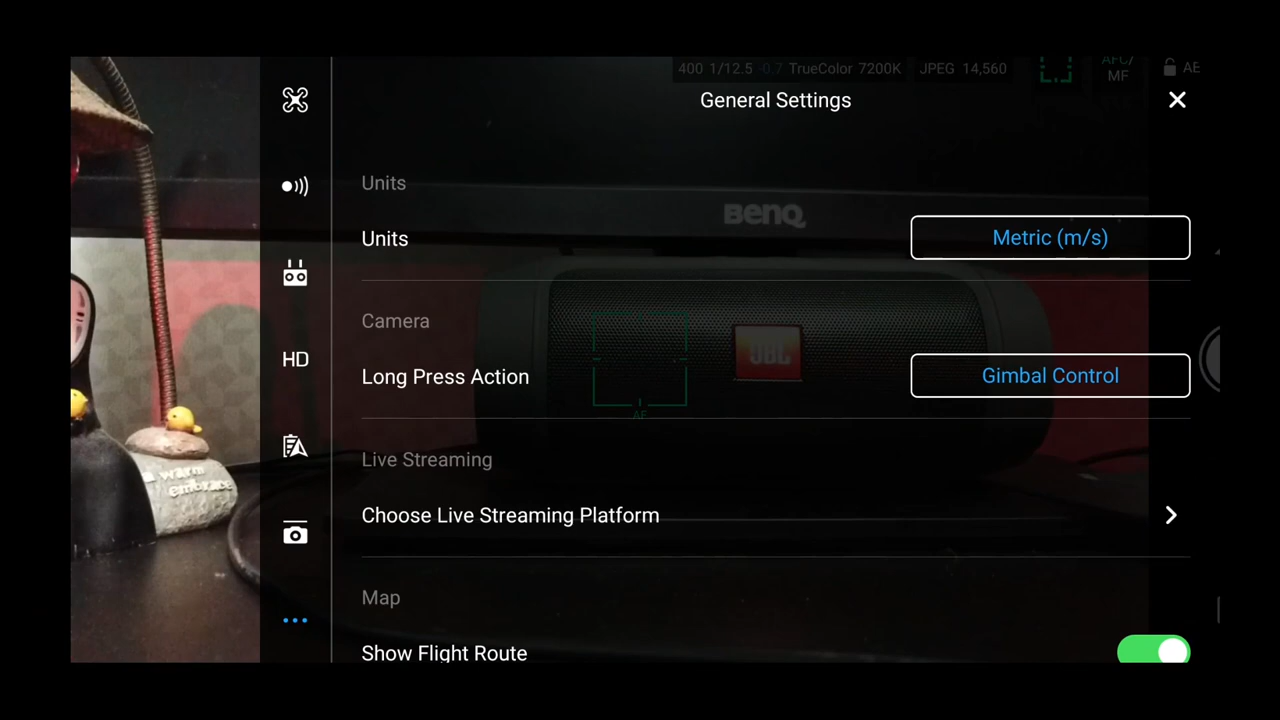 400 1/12.5 -0.7 TrueColor 7200K JPEG 14,560 AFC/ MF AE
General Settings
Units
BenQ
Units Metric (m/s)
Camera
JBL
Long Press Action Gimbal Control
HD
AF
Live Streaming
warm
embrace
Choose Live Streaming Platform
Map
Show Flight Route